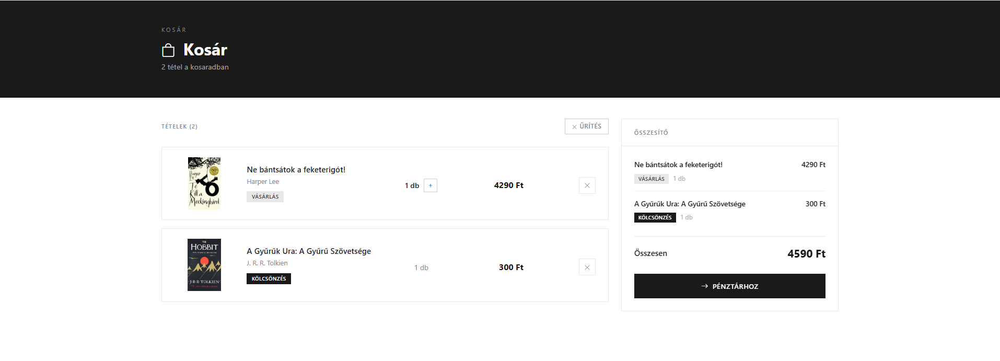 KOSÁR
Kosár
2 tétel a kosaradban
TÉTELEK (2)
× ÜRÍTÉS
Harper Lee
To
Kill a
Mockingbird
Ne bántsátok a feketerigót!
Harper Lee
VÁSÁRLÁS
1 db +
4290 Ft
×
THE
HOBBIT
J·R·R·TOLKIEN
A Gyűrűk Ura: A Gyűrű Szövetsége
J. R. R. Tolkien
KÖLCSÖNZÉS
1 db
300 Ft
×
ÖSSZESÍTŐ
Ne bántsátok a feketerigót! 4290 Ft
VÁSÁRLÁS 1 db
A Gyűrűk Ura: A Gyűrű Szövetsége 300 Ft
KÖLCSÖNZÉS 1 db
Összesen 4590 Ft
→ PÉNZTÁRHOZ